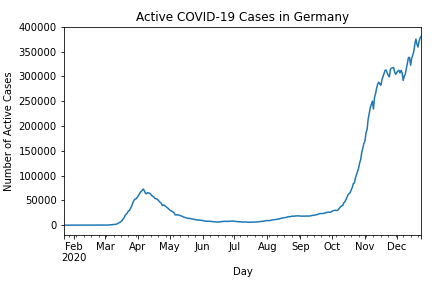 Active COVID-19 Cases in Germany
Number of Active Cases
400000
350000
300000
250000
200000
150000
100000
50000
0
Feb Mar Apr May Jun Jul Aug Sep Oct Nov Dec
2020
Day